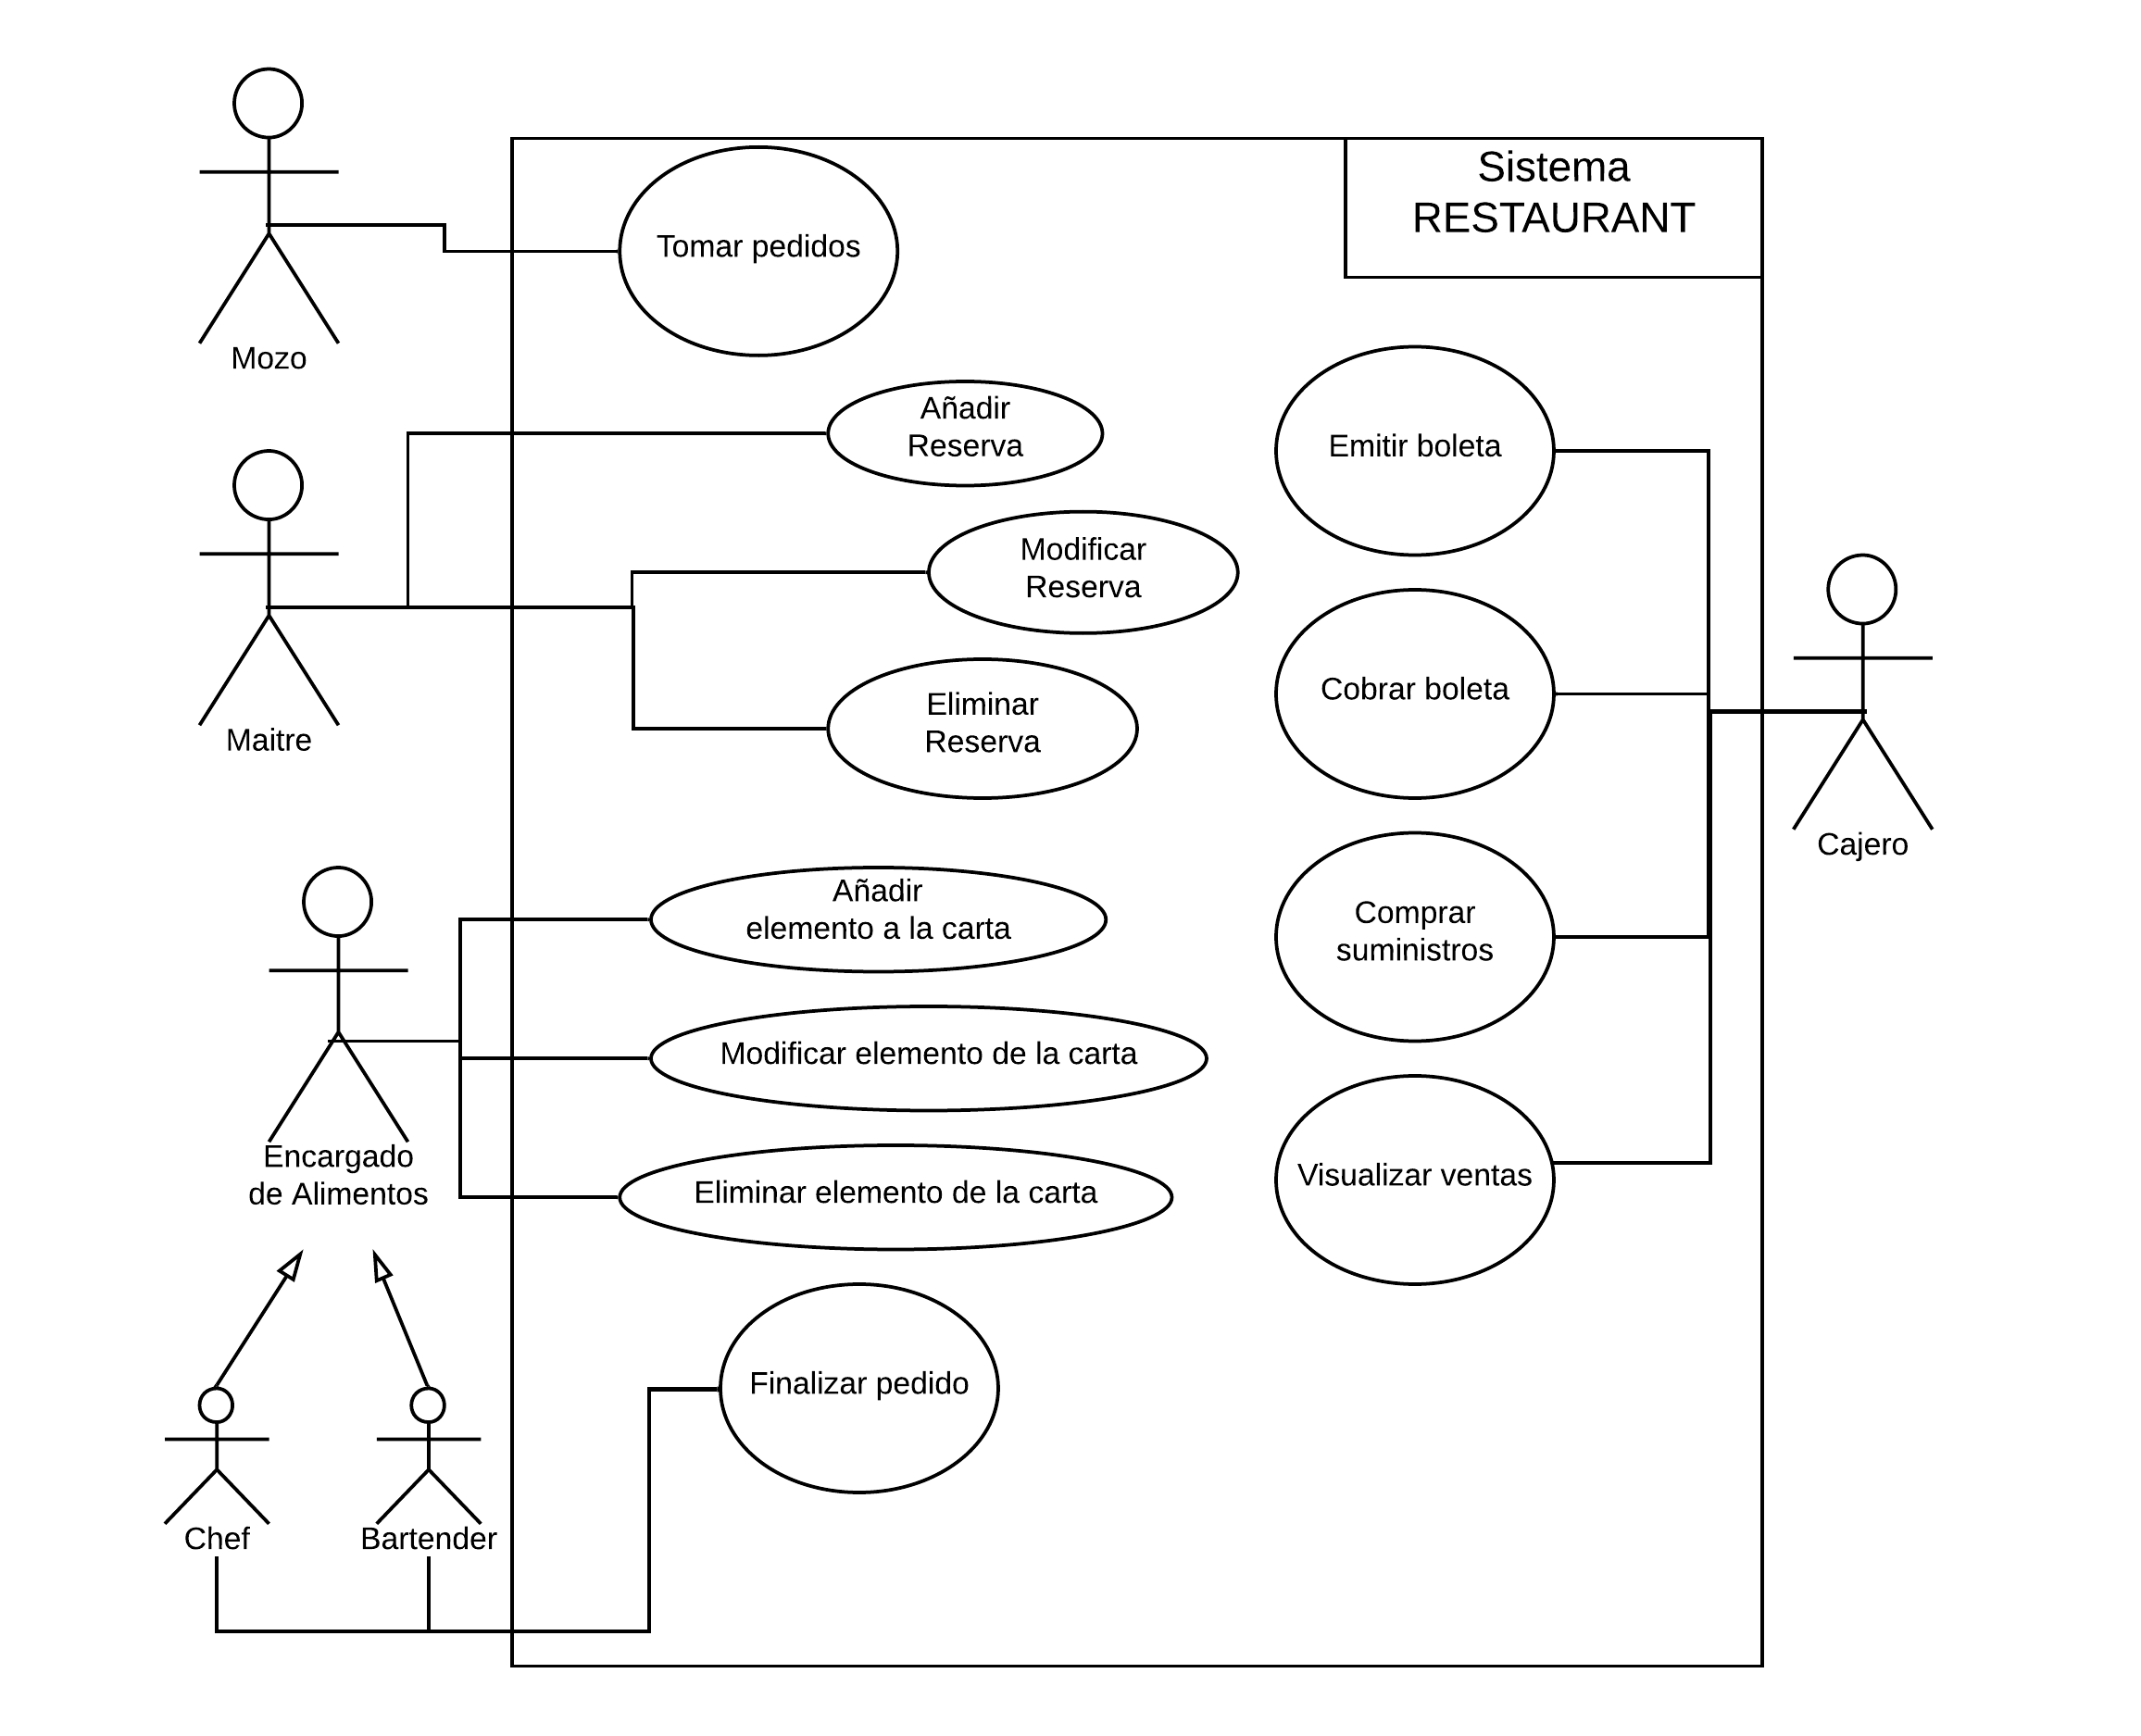 Sistema
RESTAURANT
Tomar pedidos
Mozo
Añadir
Reserva
Emitir boleta
Modificar
Reserva
Maitre
Eliminar
Reserva
Cobrar boleta
Cajero
Añadir
elemento a la carta
Comprar
suministros
Modificar elemento de la carta
Encargado
de Alimentos
Eliminar elemento de la carta
Visualizar ventas
Finalizar pedido
Chef
Bartender